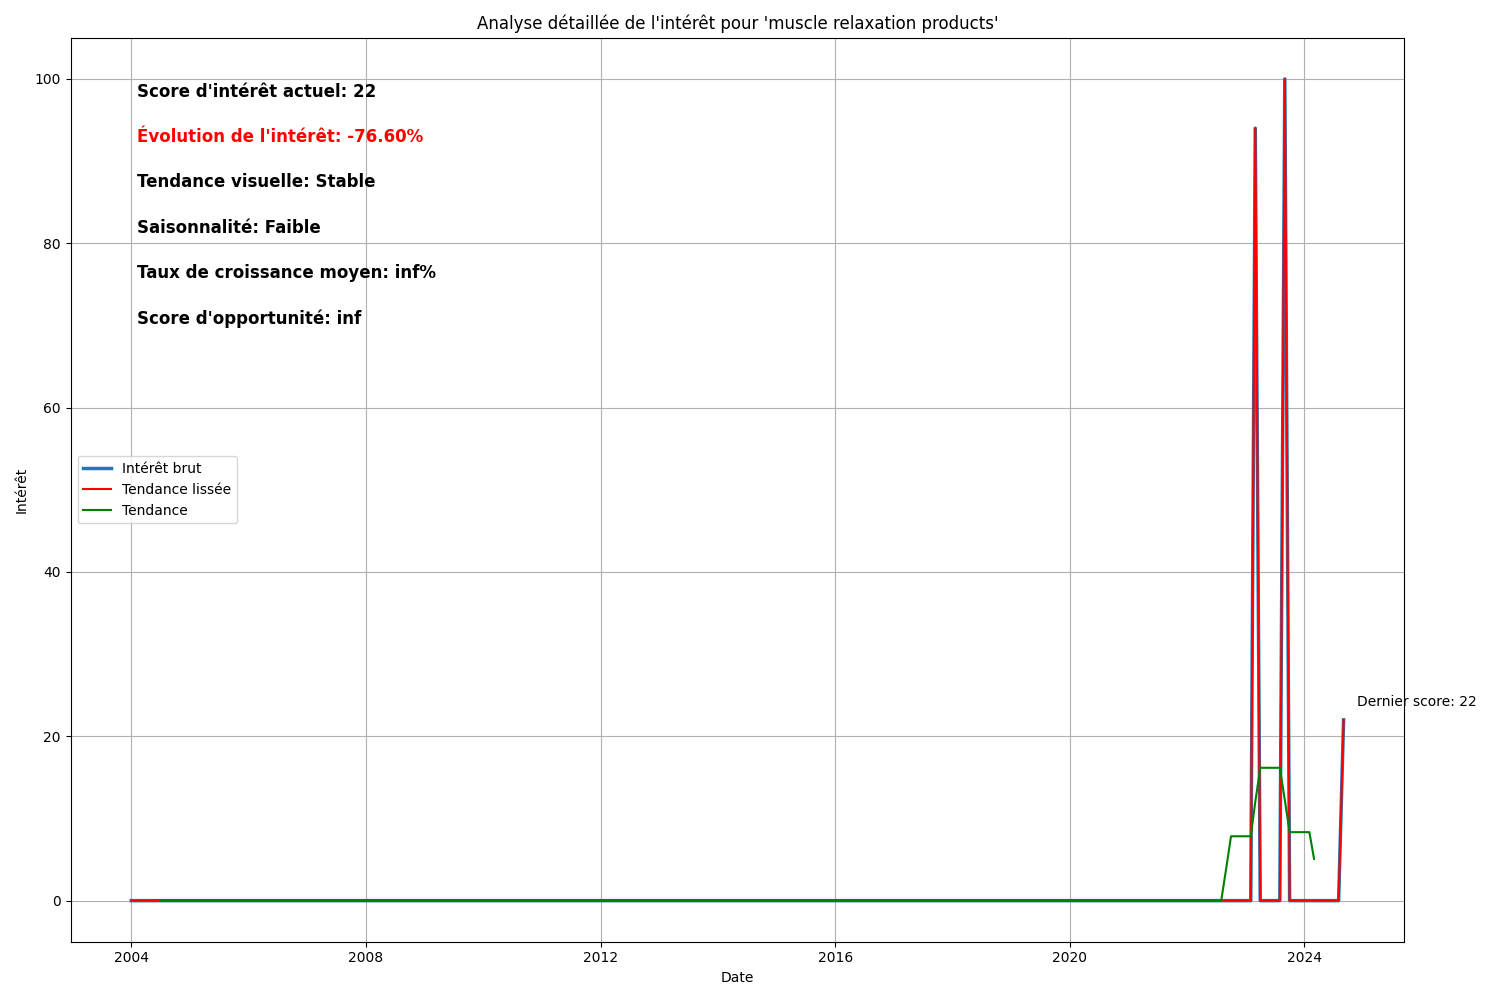 Analyse détaillée de l'intérêt pour 'muscle relaxation products'
100
80
60
40
20
0
Intérêt
Score d'intérêt actuel: 22
Évolution de l'intérêt: -76.60%
Tendance visuelle: Stable
Saisonnalité: Faible
Taux de croissance moyen: inf%
Score d'opportunité: inf
Intérêt brut
Tendance lissée
Tendance
Dernier score: 22
2004
2008
2012
2016
2020
2024
Date